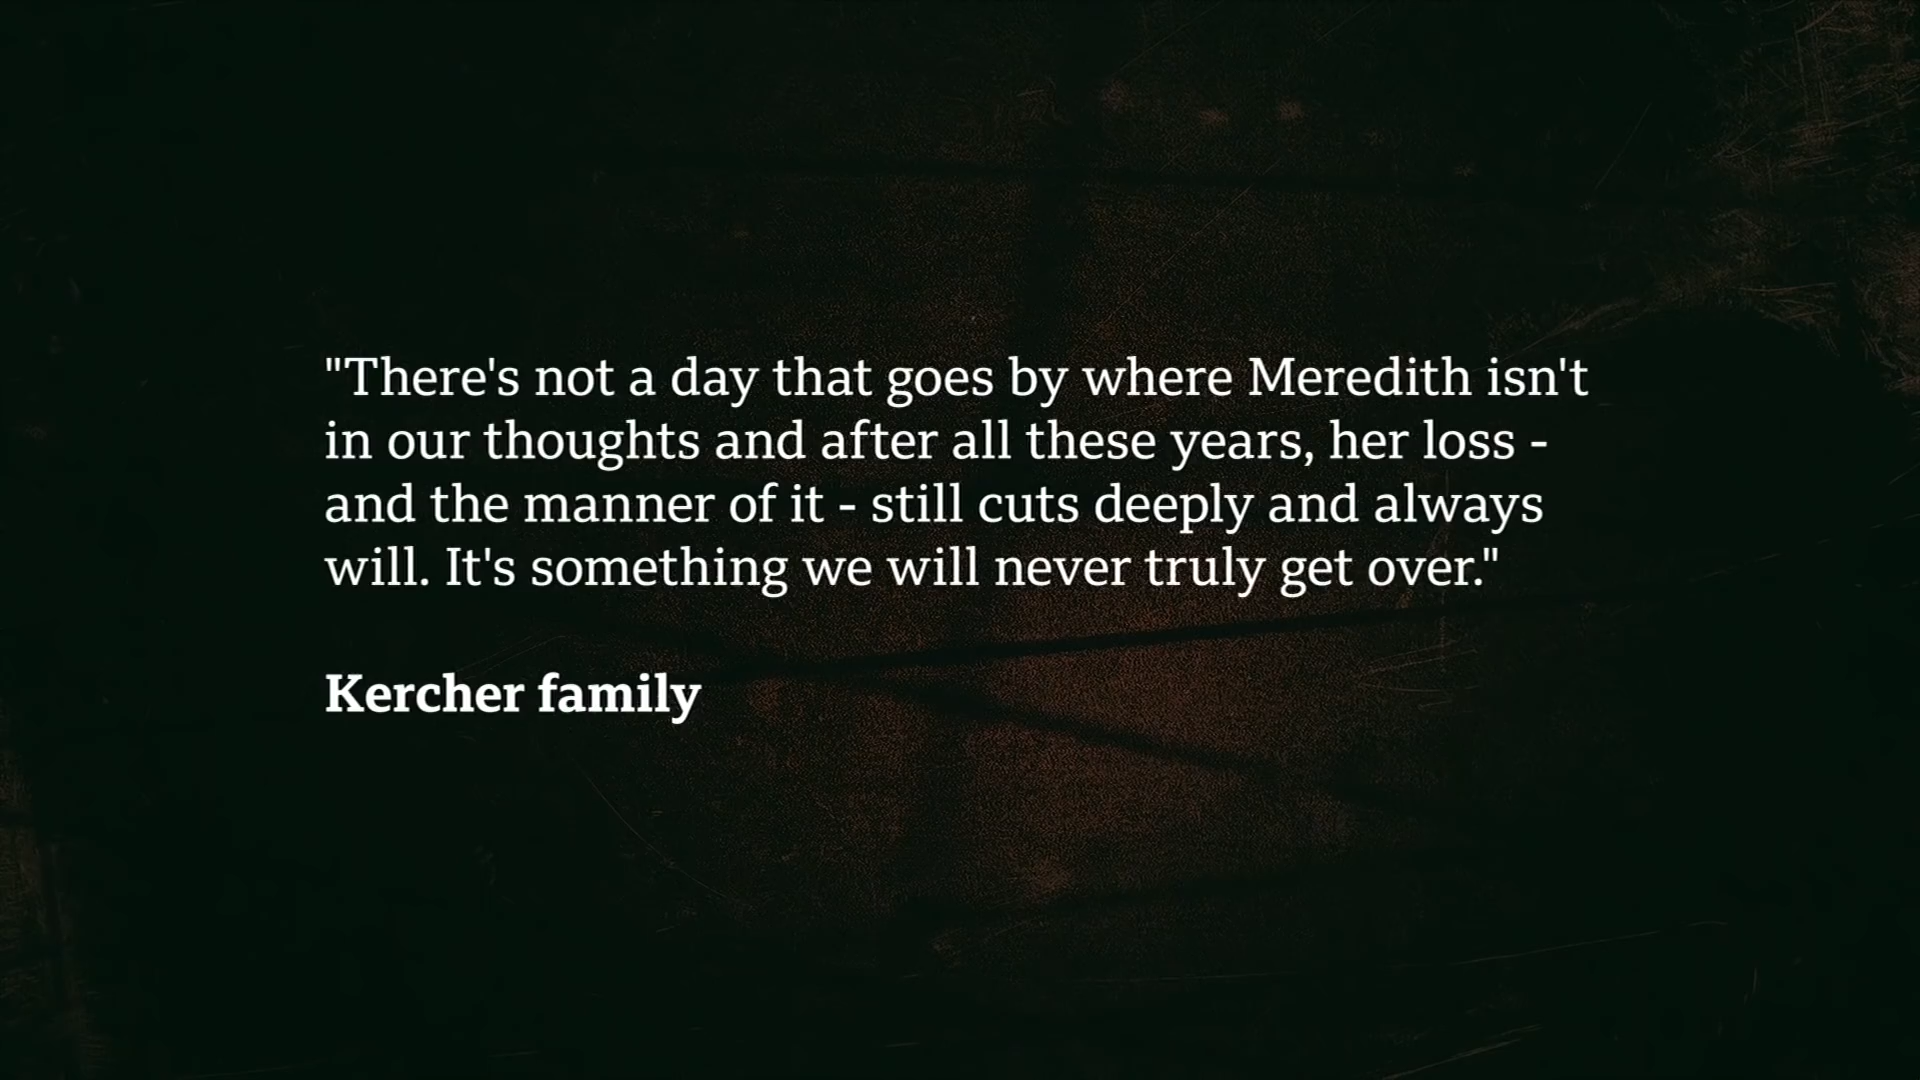 "There's not a day that goes by where Meredith isn't
in our thoughts and after all these years, her loss -
and the manner of it - still cuts deeply and always
will. It's something we will never truly get over."
Kercher family